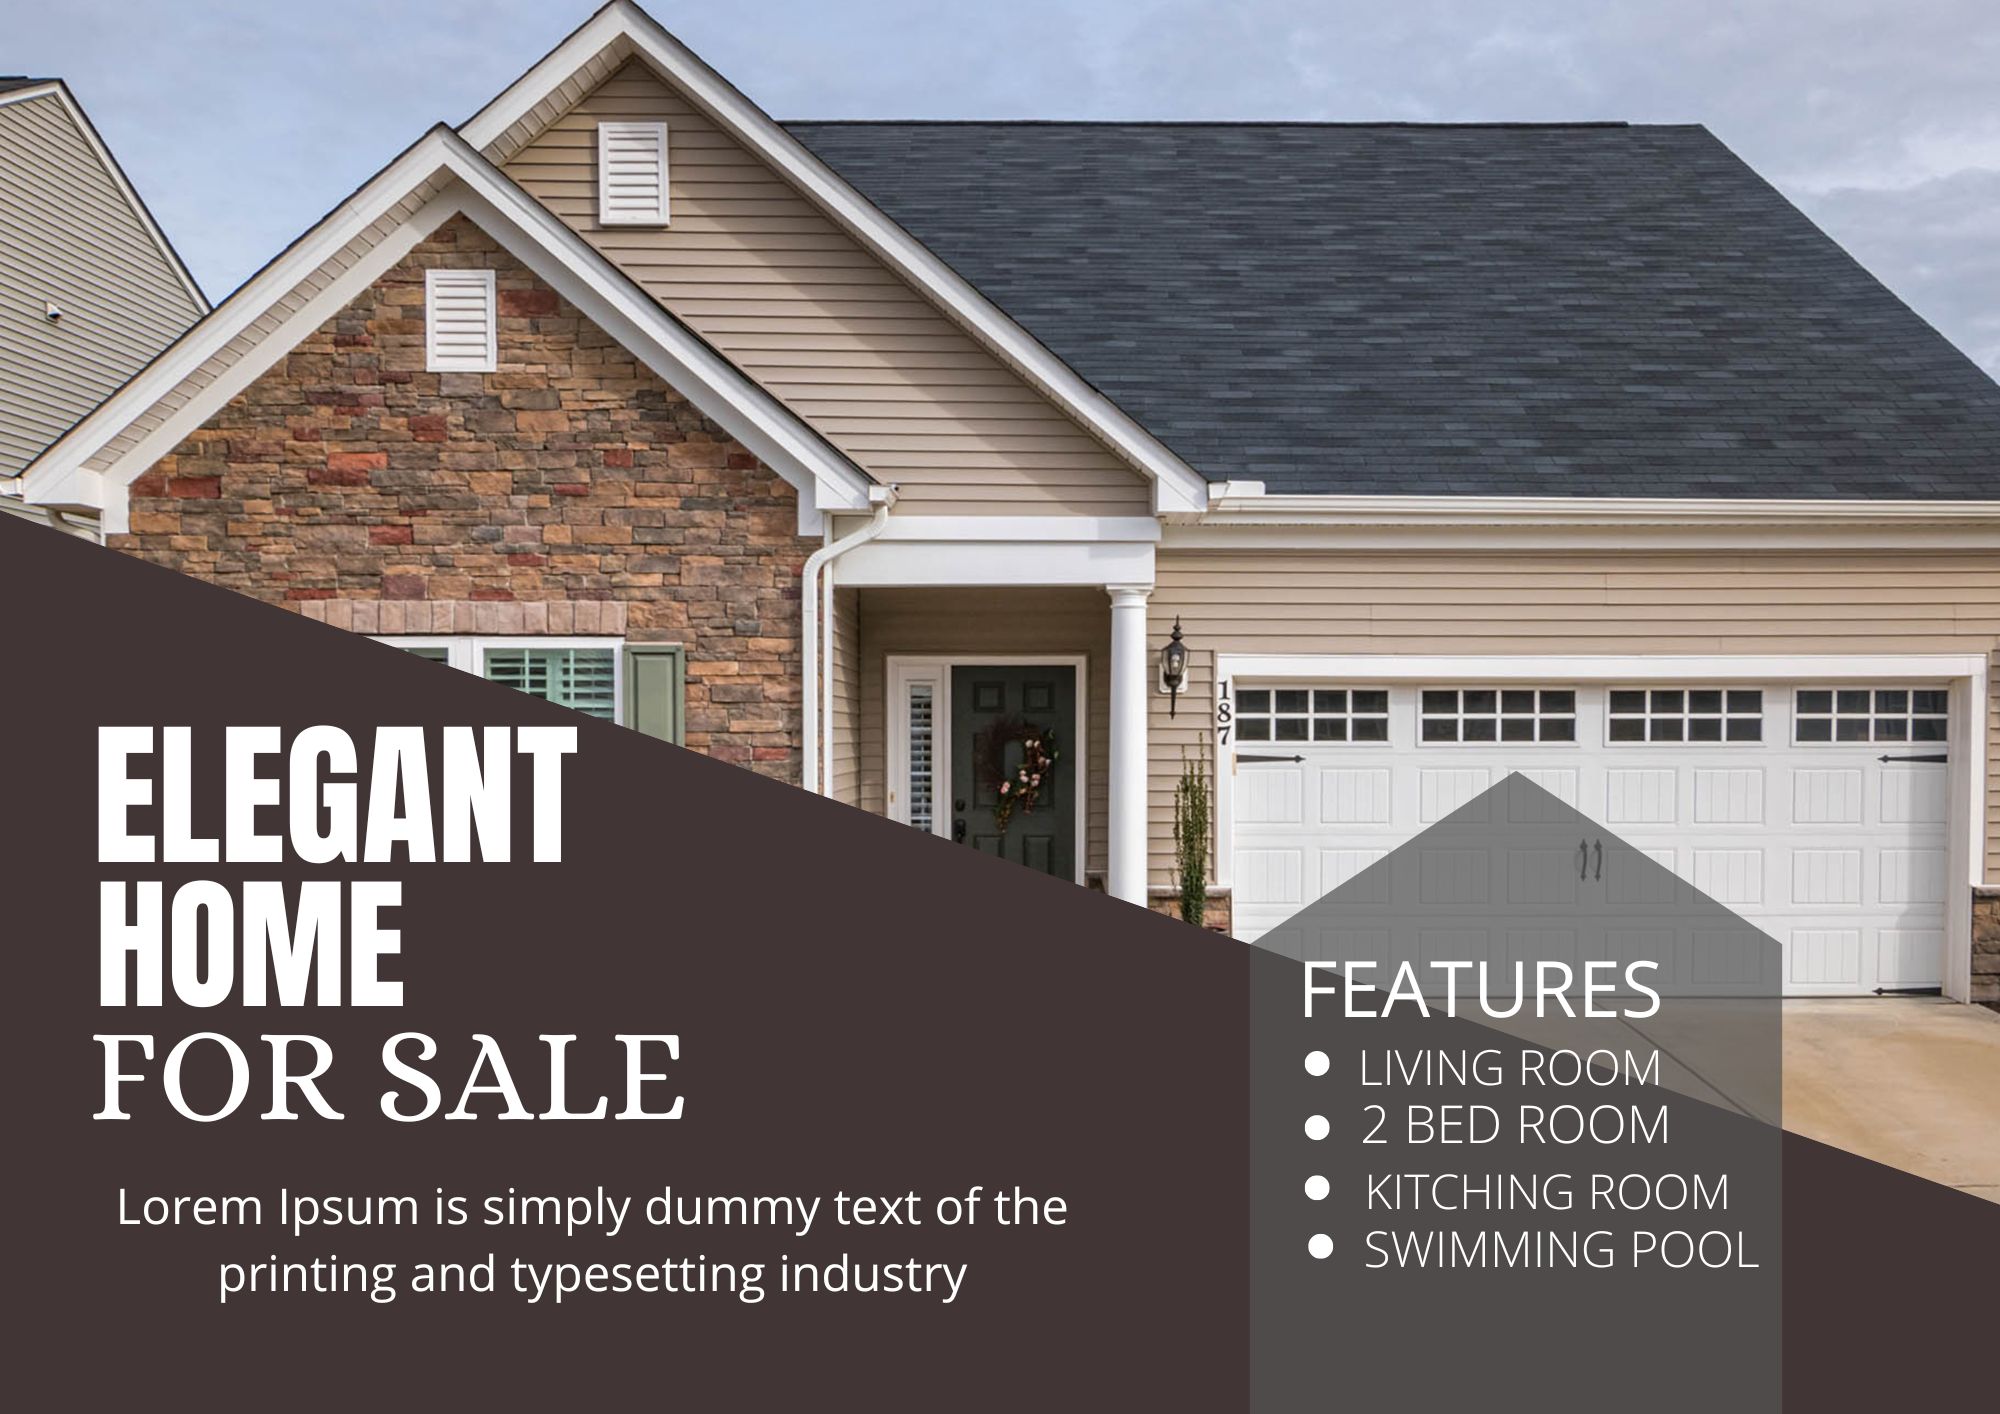 187
ELEGANT
HOME
FOR SALE
Lorem Ipsum is simply dummy text of the
printing and typesetting industry
FEATURES
LIVING ROOM
2 BED ROOM
KITCHING ROOM
SWIMMING POOL